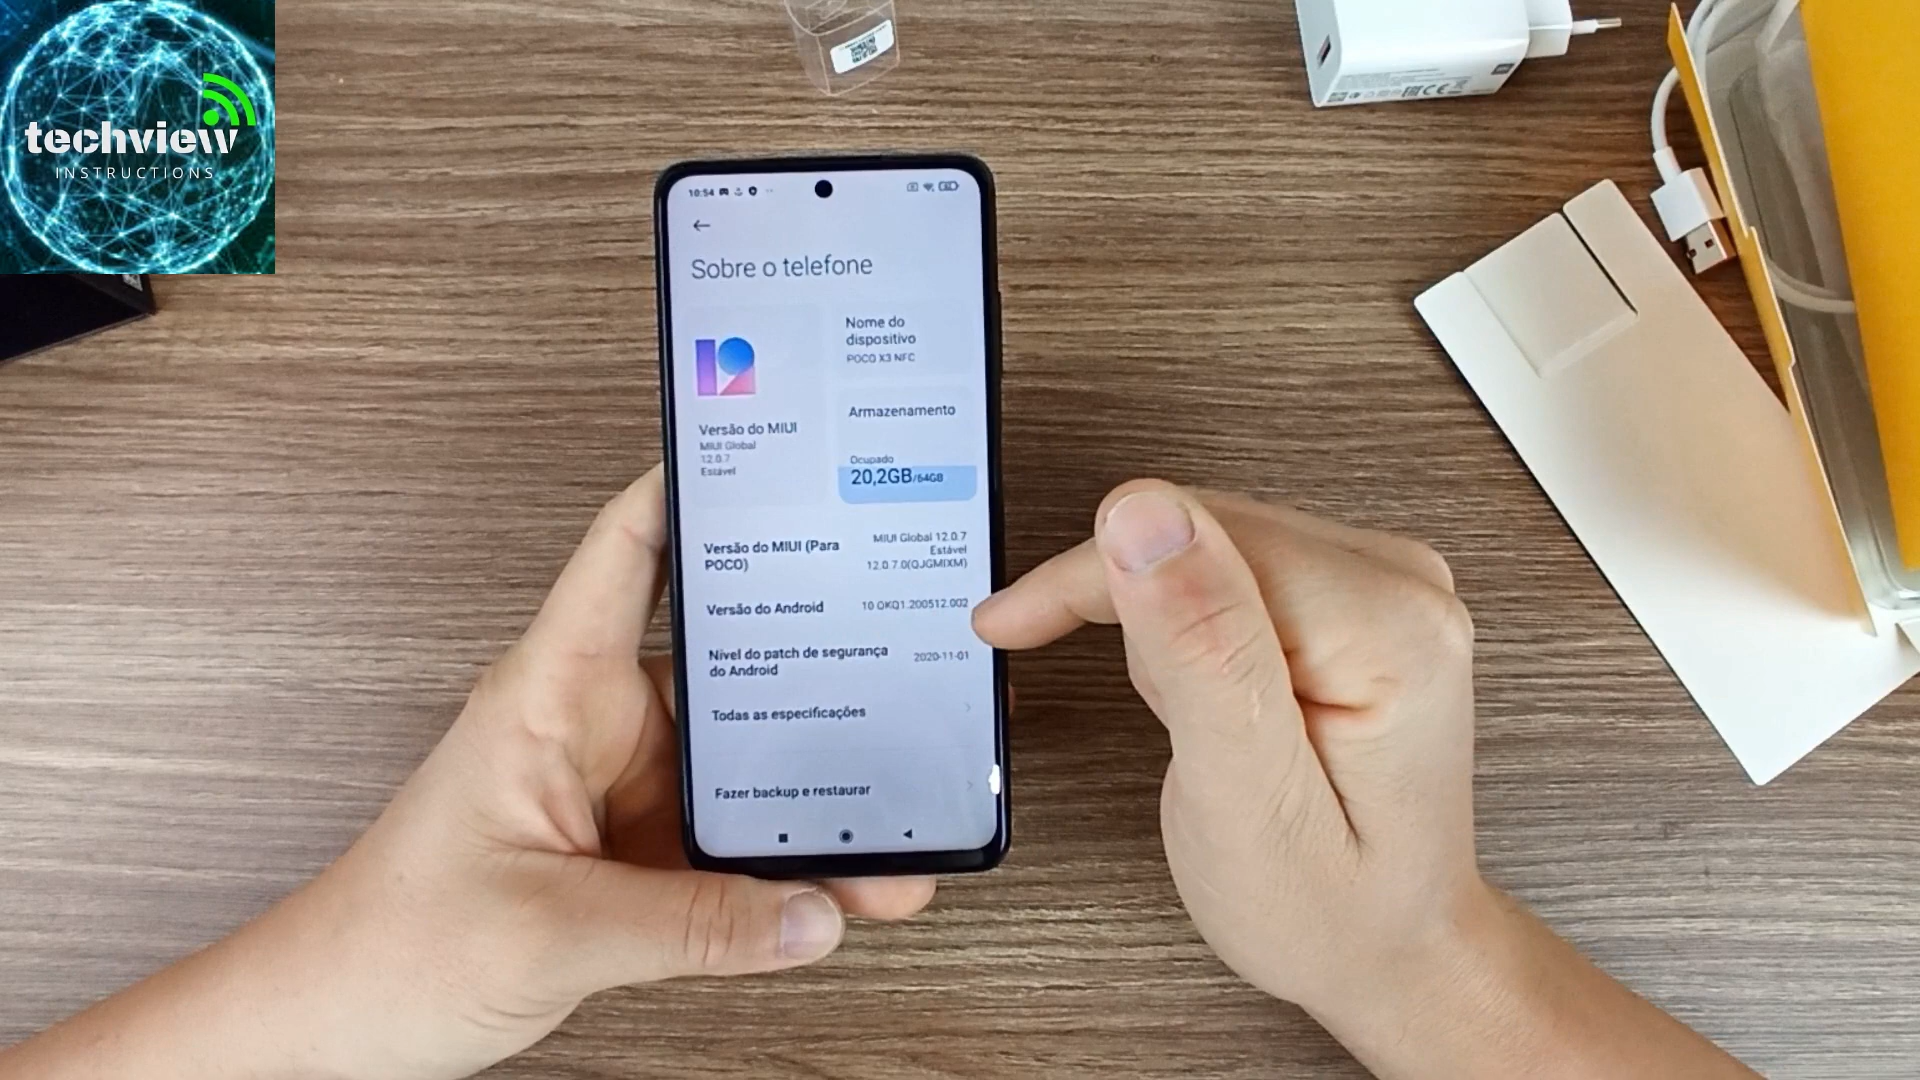 techview
INSTRUCTIONS
10:54
Sobre o telefone
Nome do
dispositivo
POCO X3 NFC
Armazenamento
Ocupado
20,2GB/64GB
Versão do MIUI
MIUI Global
12.0.7
Estável
Versão do MIUI (Para
POCO)
MIUI Global 12.0.7
Estável
12.0.7.0(QJGMIXM)
Versão do Android
10 QKQ1.200512.002
Nível do patch de segurança
do Android
2020-11-01
Todas as especificações
Fazer backup e restaurar